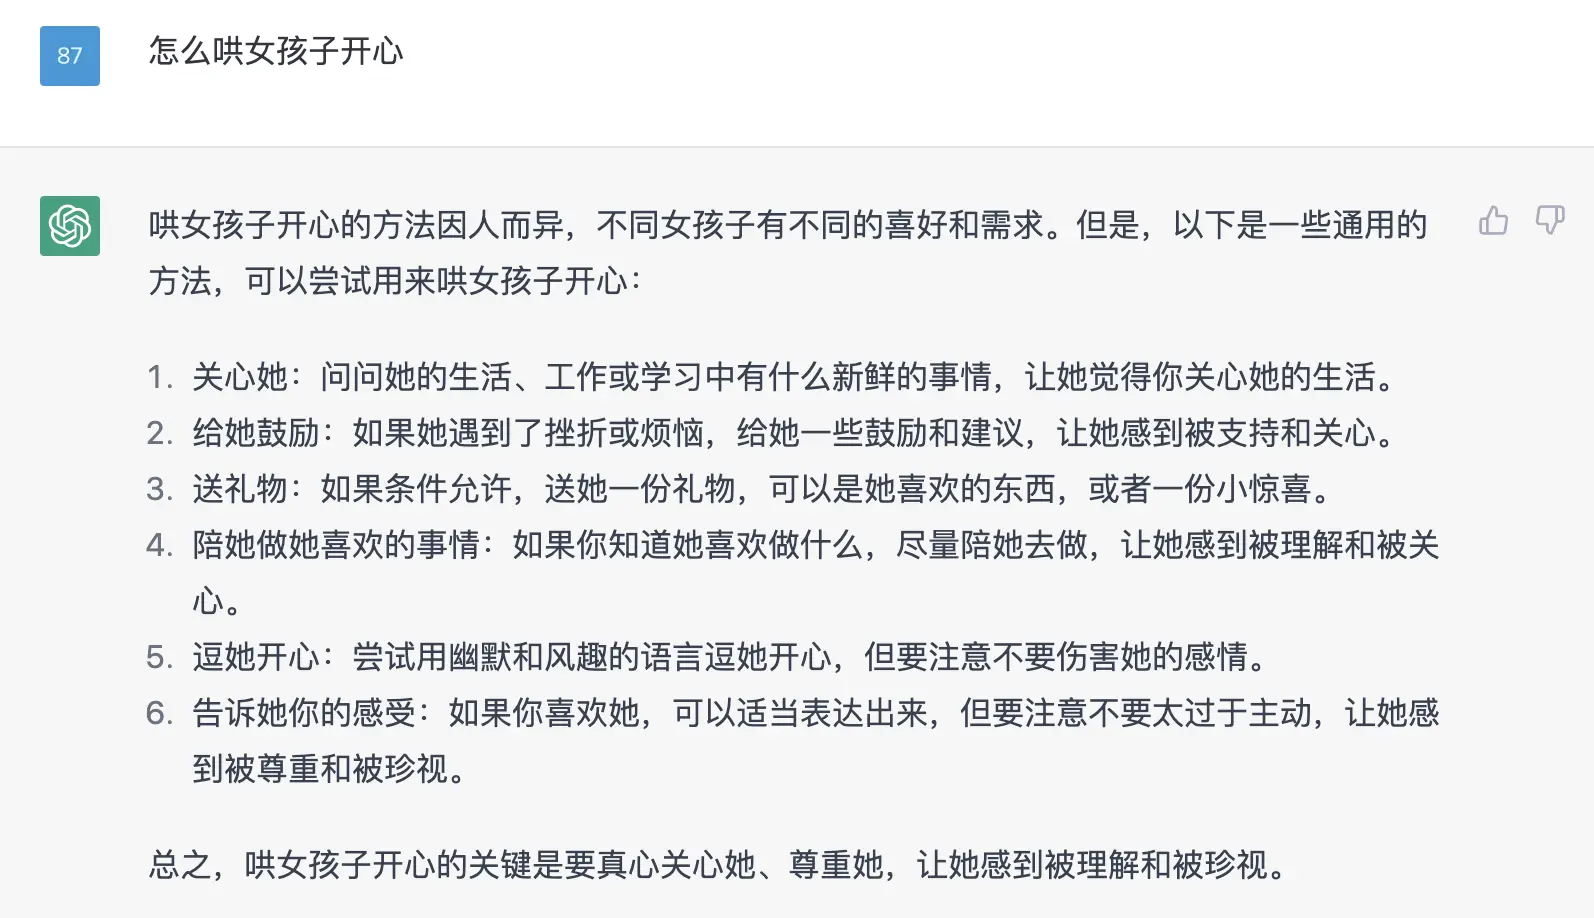 87
怎么哄女孩子开心
哄女孩子开心的方法因人而异，不同女孩子有不同的喜好和需求。但是，以下是一些通用的
方法，可以尝试用来哄女孩子开心：
1. 关心她：问问她的生活、工作或学习中有什么新鲜的事情，让她觉得你关心她的生活。
2. 给她鼓励：如果她遇到了挫折或烦恼，给她一些鼓励和建议，让她感到被支持和关心。
3. 送礼物：如果条件允许，送她一份礼物，可以是她喜欢的东西，或者一份小惊喜。
4. 陪她做她喜欢的事情：如果你知道她喜欢做什么，尽量陪她去做，让她感到被理解和被关
心。
5. 逗她开心：尝试用幽默和风趣的语言逗她开心，但要注意不要伤害她的感情。
6. 告诉她你的感受：如果你喜欢她，可以适当表达出来，但要注意不要太过于主动，让她感
到被尊重和被珍视。
总之，哄女孩子开心的关键是要真心关心她、尊重她，让她感到被理解和被珍视。